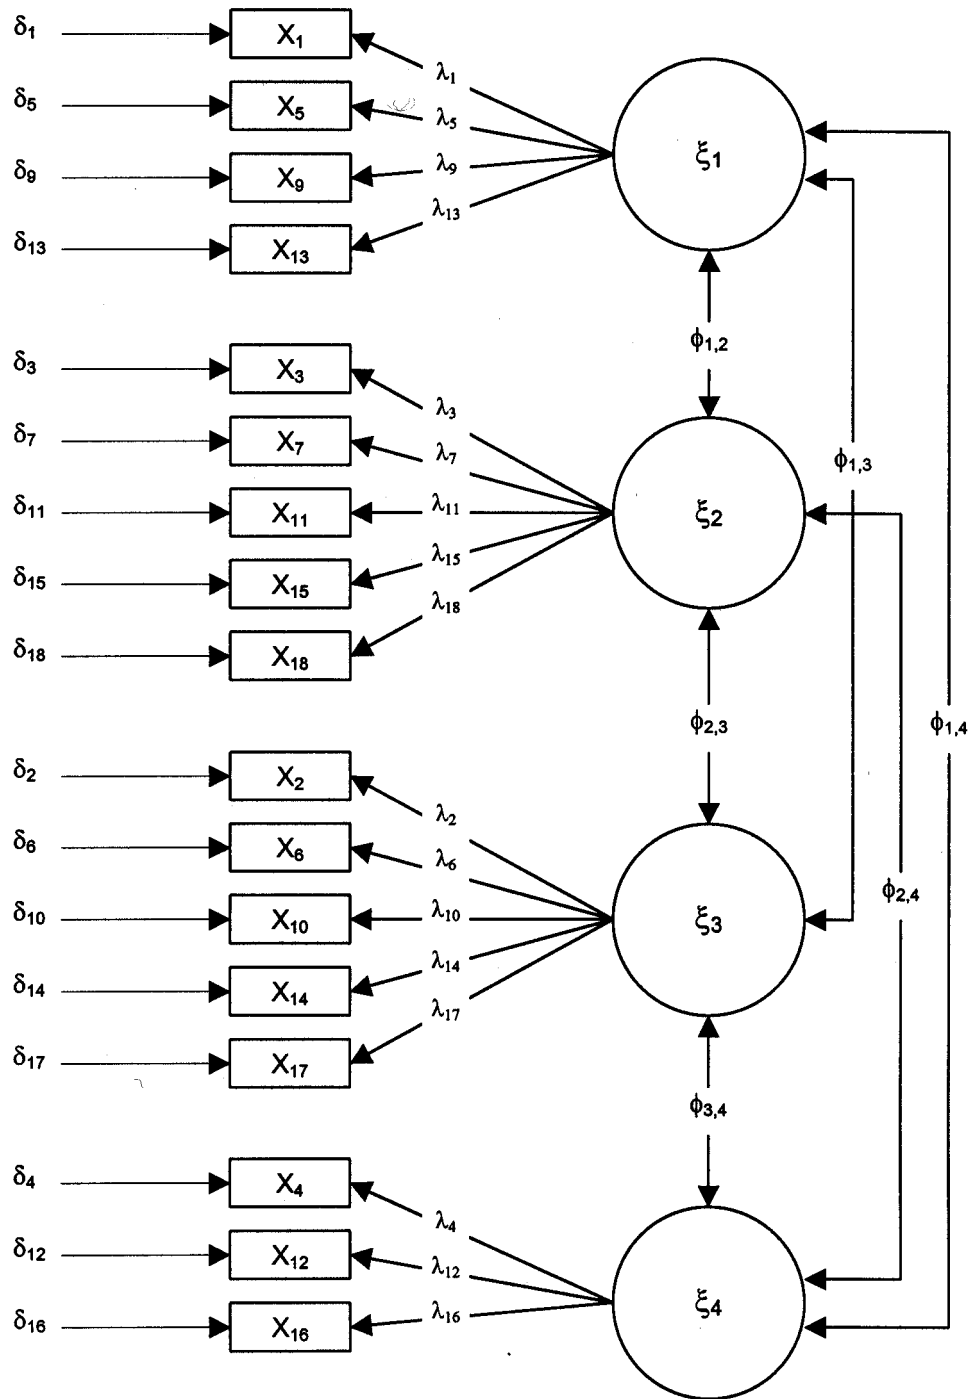 δ1 X1 λ1
δ5 X5 λ5 ξ1
δ9 X9 λ9
δ13 X13 λ13
ϕ1,2
δ3 X3 λ3
δ7 X7 λ7 ϕ1,3
δ11 X11 λ11 ξ2
δ15 X15 λ15
δ18 X18 λ18
ϕ2,3 ϕ1,4
δ2 X2 λ2
δ6 X6 λ6 ϕ2,4
δ10 X10 λ10 ξ3
δ14 X14 λ14
δ17 X17 λ17
ϕ3,4
δ4 X4 λ4
δ12 X12 λ12
δ16 X16 λ16 ξ4